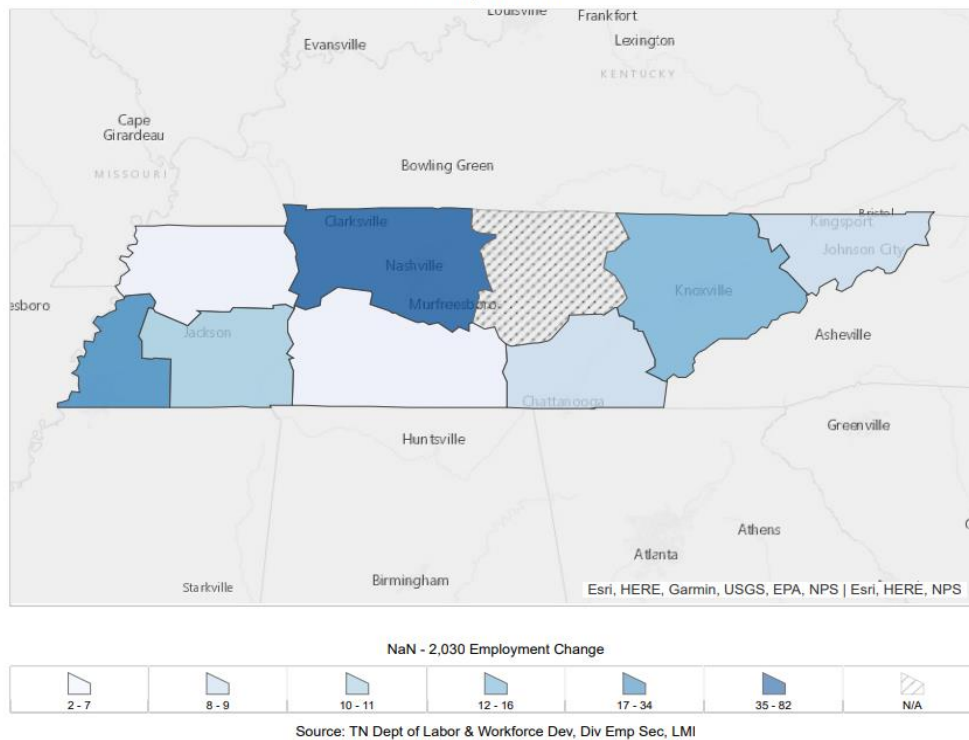 Louisville
Frankfort
Evansville
Lexington
KENTUCKY
Cape
Girardeau
MISSOURI
Bowling Green
Bristol
Clarksville
Kingsport
Johnson City
Nashville
Knoxville
esboro
Murfreesboro
Jackson
Asheville
Chattanooga
Greenville
Huntsville
Athens
Atlanta
Birmingham
Starkville
Esri, HERE, Garmin, USGS, EPA, NPS | Esri, HERE, NPS
NaN - 2,030 Employment Change
2 - 7
8 - 9
10 - 11
12 - 16
17 - 34
35 - 82
N/A
Source: TN Dept of Labor & Workforce Dev, Div Emp Sec, LMI